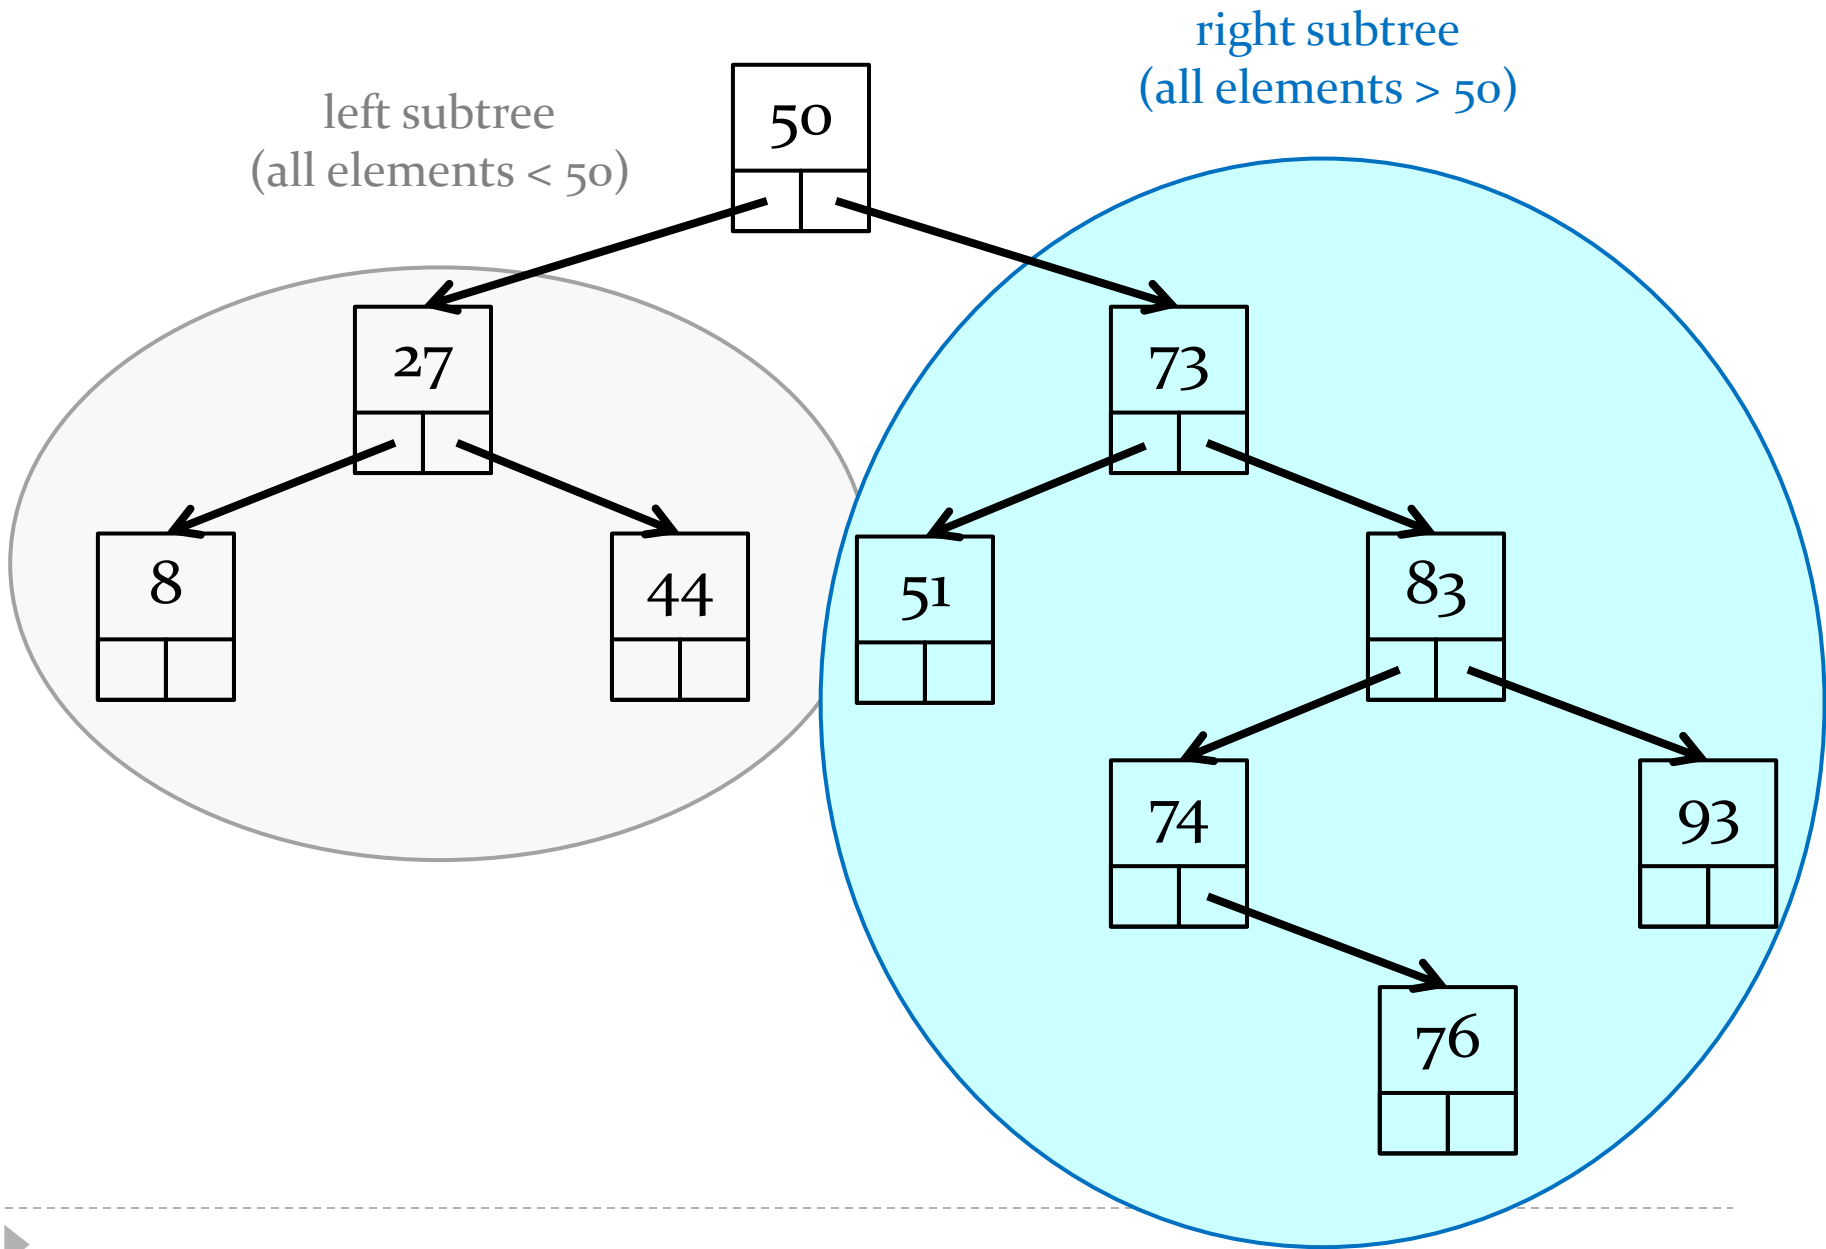 right subtree
(all elements > 50)
left subtree
(all elements < 50)
50
27
73
8
44
51
83
74
93
76